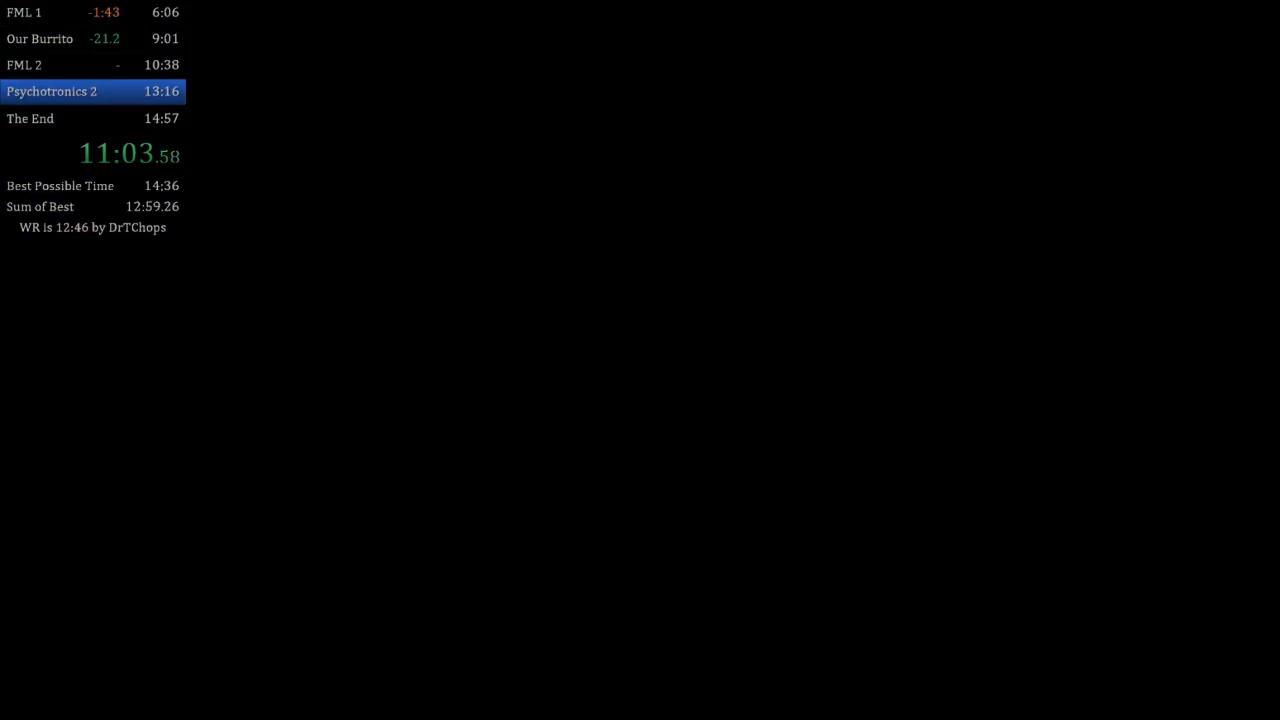 FML 1 -1:43 6:06
Our Burrito -21.2 9:01
FML 2 - 10:38
Psychotronics 2 13:16
The End 14:57
11:03.58
Best Possible Time 14:36
Sum of Best 12:59.26
WR is 12:46 by DrTChops